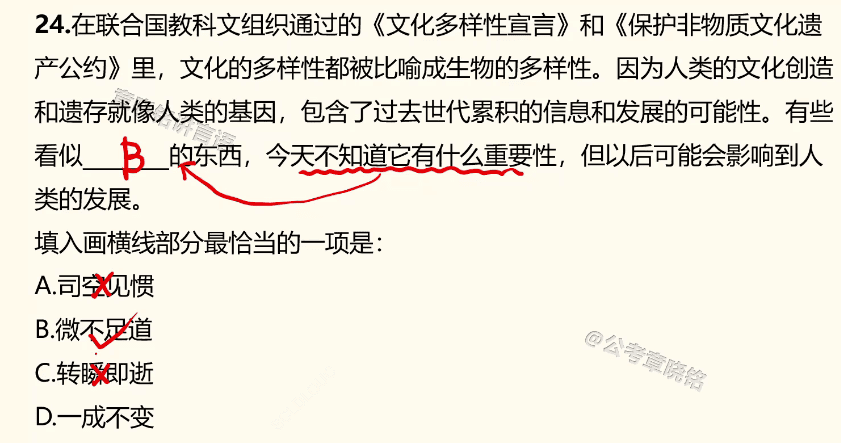 24.在联合国教科文组织通过的《文化多样性宣言》和《保护非物质文化遗
产公约》里，文化的多样性都被比喻成生物的多样性。因为人类的文化创造
和遗存就像人类的基因，包含了过去世代累积的信息和发展的可能性。有些
看似______B______的东西，今天不知道它有什么重要性，但以后可能会影响到人
类的发展。
填入画横线部分最恰当的一项是：
A.司空见惯
B.微不足道
C.转瞬即逝
@公考章晓铭
D.一成不变